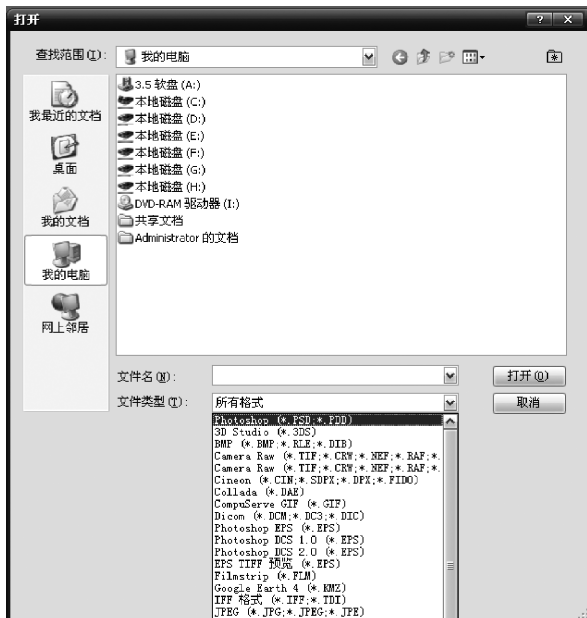 打开
查找范围(I):
我的电脑
我最近的文档
桌面
我的文档
我的电脑
网上邻居
3.5 软盘 (A:)
本地磁盘 (C:)
本地磁盘 (D:)
本地磁盘 (E:)
本地磁盘 (F:)
本地磁盘 (G:)
本地磁盘 (H:)
DVD-RAM 驱动器 (I:)
共享文档
Administrator 的文档
文件名(N):
打开(O)
文件类型(T):
所有格式
取消
Photoshop (*.PSD;*.PDD)
3D Studio (*.3DS)
BMP (*.BMP;*.RLE;*.DIB)
Camera Raw (*.TIF;*.CRW;*.NEF;*.RAF;*.
Camera Raw (*.TIF;*.CRW;*.NEF;*.RAF;*.
Cineon (*.CIN;*.SDPX;*.DPX;*.FIDO)
Collada (*.DAE)
CompuServe GIF (*.GIF)
Dicom (*.DCM;*.DC3;*.DIC)
Photoshop EPS (*.EPS)
Photoshop DCS 1.0 (*.EPS)
Photoshop DCS 2.0 (*.EPS)
EPS TIFF 预览 (*.EPS)
Filmstrip (*.FLM)
Google Earth 4 (*.KMZ)
IFF 格式 (*.IFF;*.TDI)
JPEG (*.JPG;*.JPEG;*.JPE)